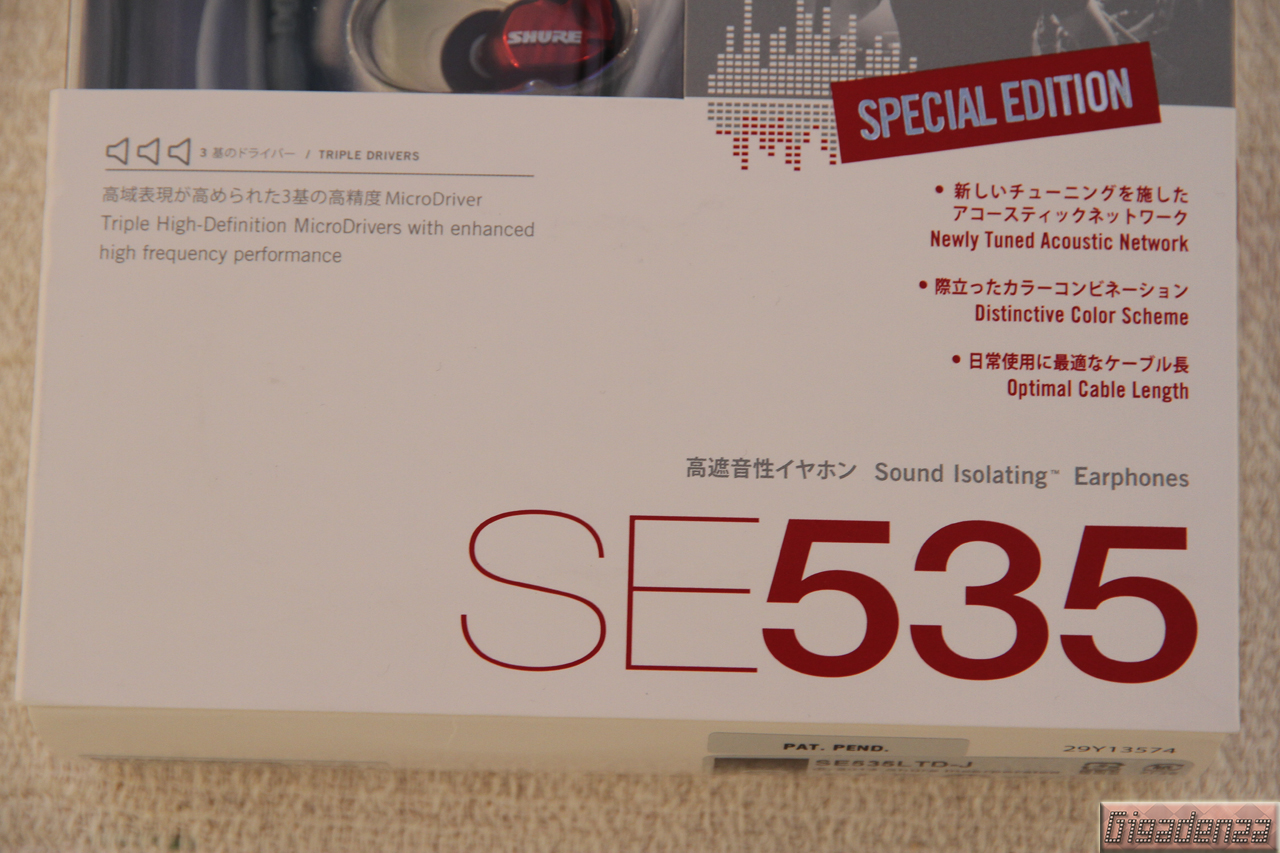 SHURE
SPECIAL EDITION
3 基のドライバー / TRIPLE DRIVERS
高域表現が高められた3基の高精度 MicroDriver
Triple High-Definition MicroDrivers with enhanced
high frequency performance
• 新しいチューニングを施した
アコースティックネットワーク
Newly Tuned Acoustic Network
• 際立ったカラーコンビネーション
Distinctive Color Scheme
• 日常使用に最適なケーブル長
Optimal Cable Length
高遮音性イヤホン Sound Isolating™ Earphones
SE535
PAT. PEND.
29Y13574
SE535LTD-J
Gigadenza